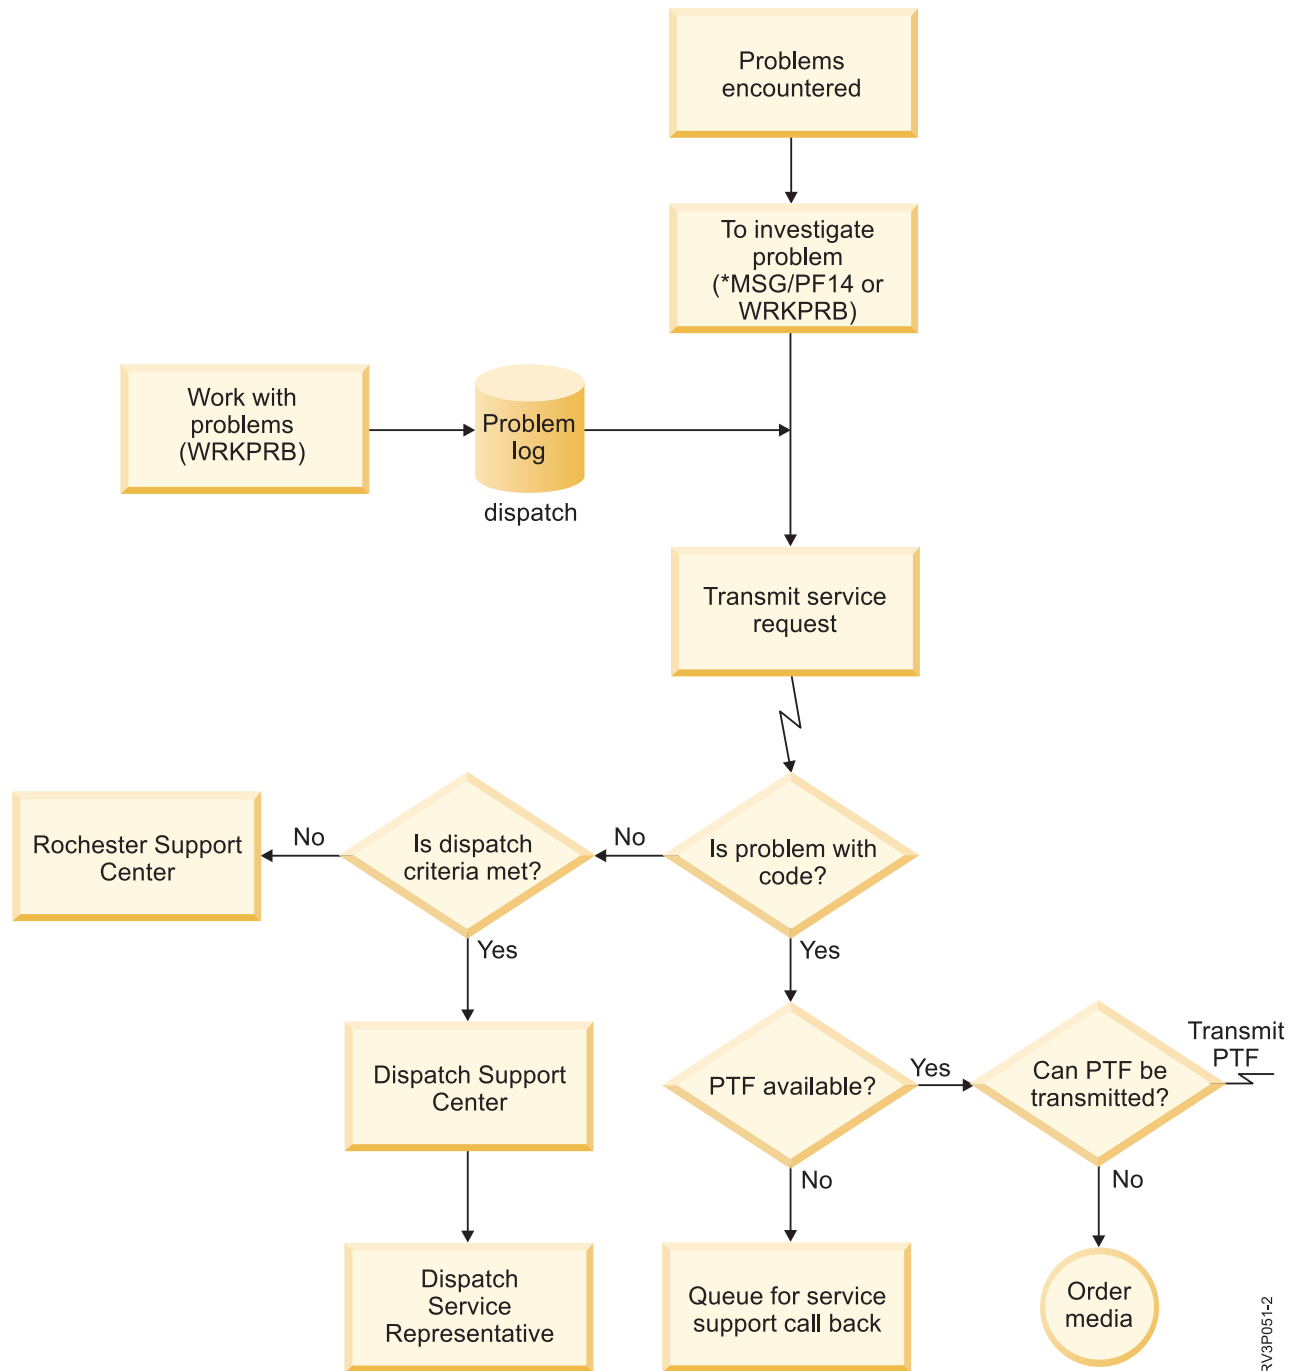 Problems
encountered
To investigate
problem
(*MSG/PF14 or
WRKPRB)
Work with
problems
(WRKPRB)
Problem
log
dispatch
Transmit service
request
Rochester Support
Center
No
Is dispatch
criteria met?
No
Is problem with
code?
Yes
Yes
Dispatch Support
Center
PTF available?
Yes
Can PTF be
transmitted?
Transmit
PTF
No
No
Dispatch
Service
Representative
Queue for service
support call back
Order
media
RV3P051-2